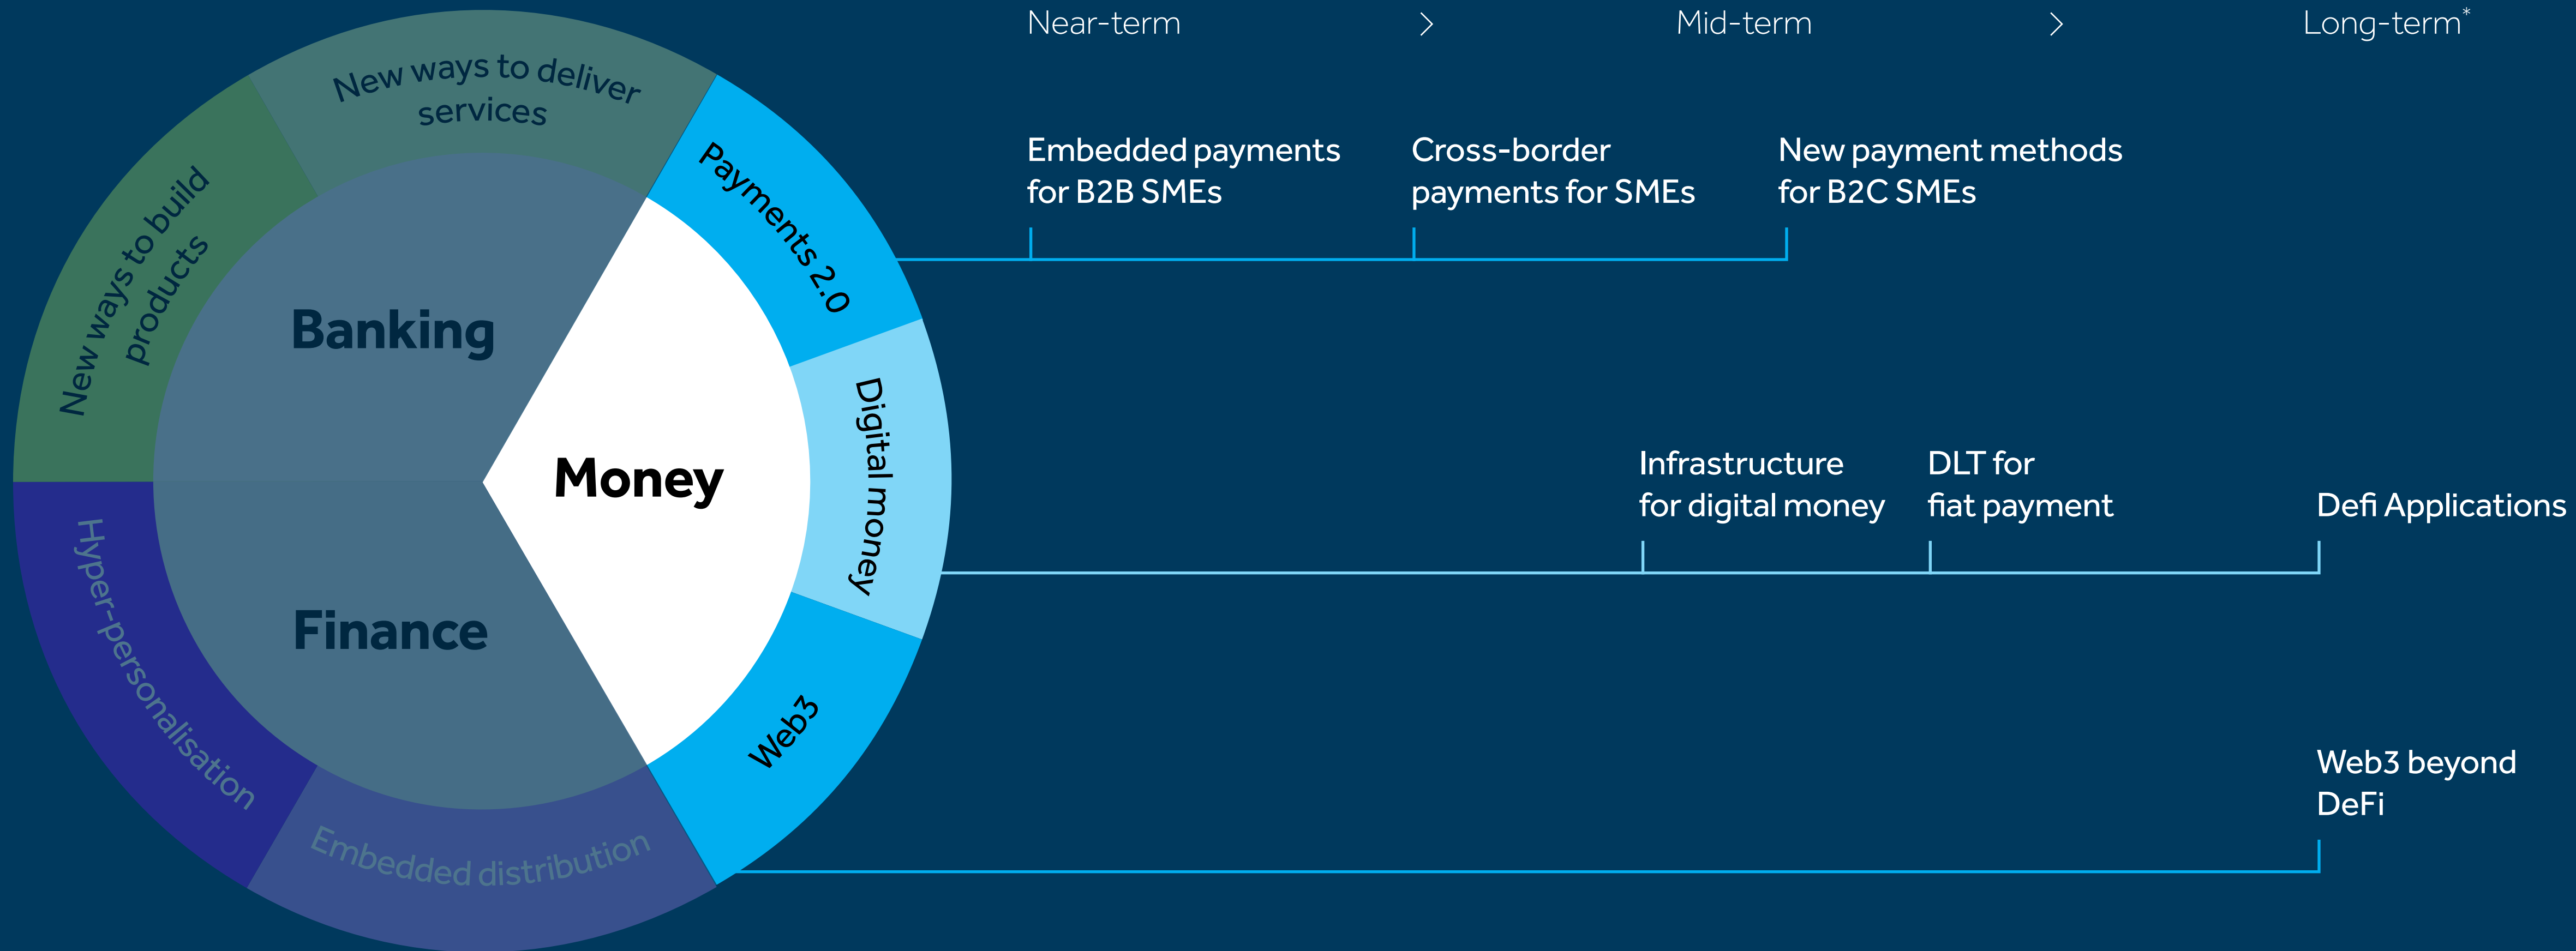 Near-term
>
Mid-term
>
Long-term*
New ways to deliver
services
New ways to build
products
Banking
Finance
Hyper-personalisation
Embedded distribution
Money
Payments 2.0
Digital money
Web3
Embedded payments
for B2B SMEs
Cross-border
payments for SMEs
New payment methods
for B2C SMEs
Infrastructure
for digital money
DLT for
fiat payment
Defi Applications
Web3 beyond
DeFi